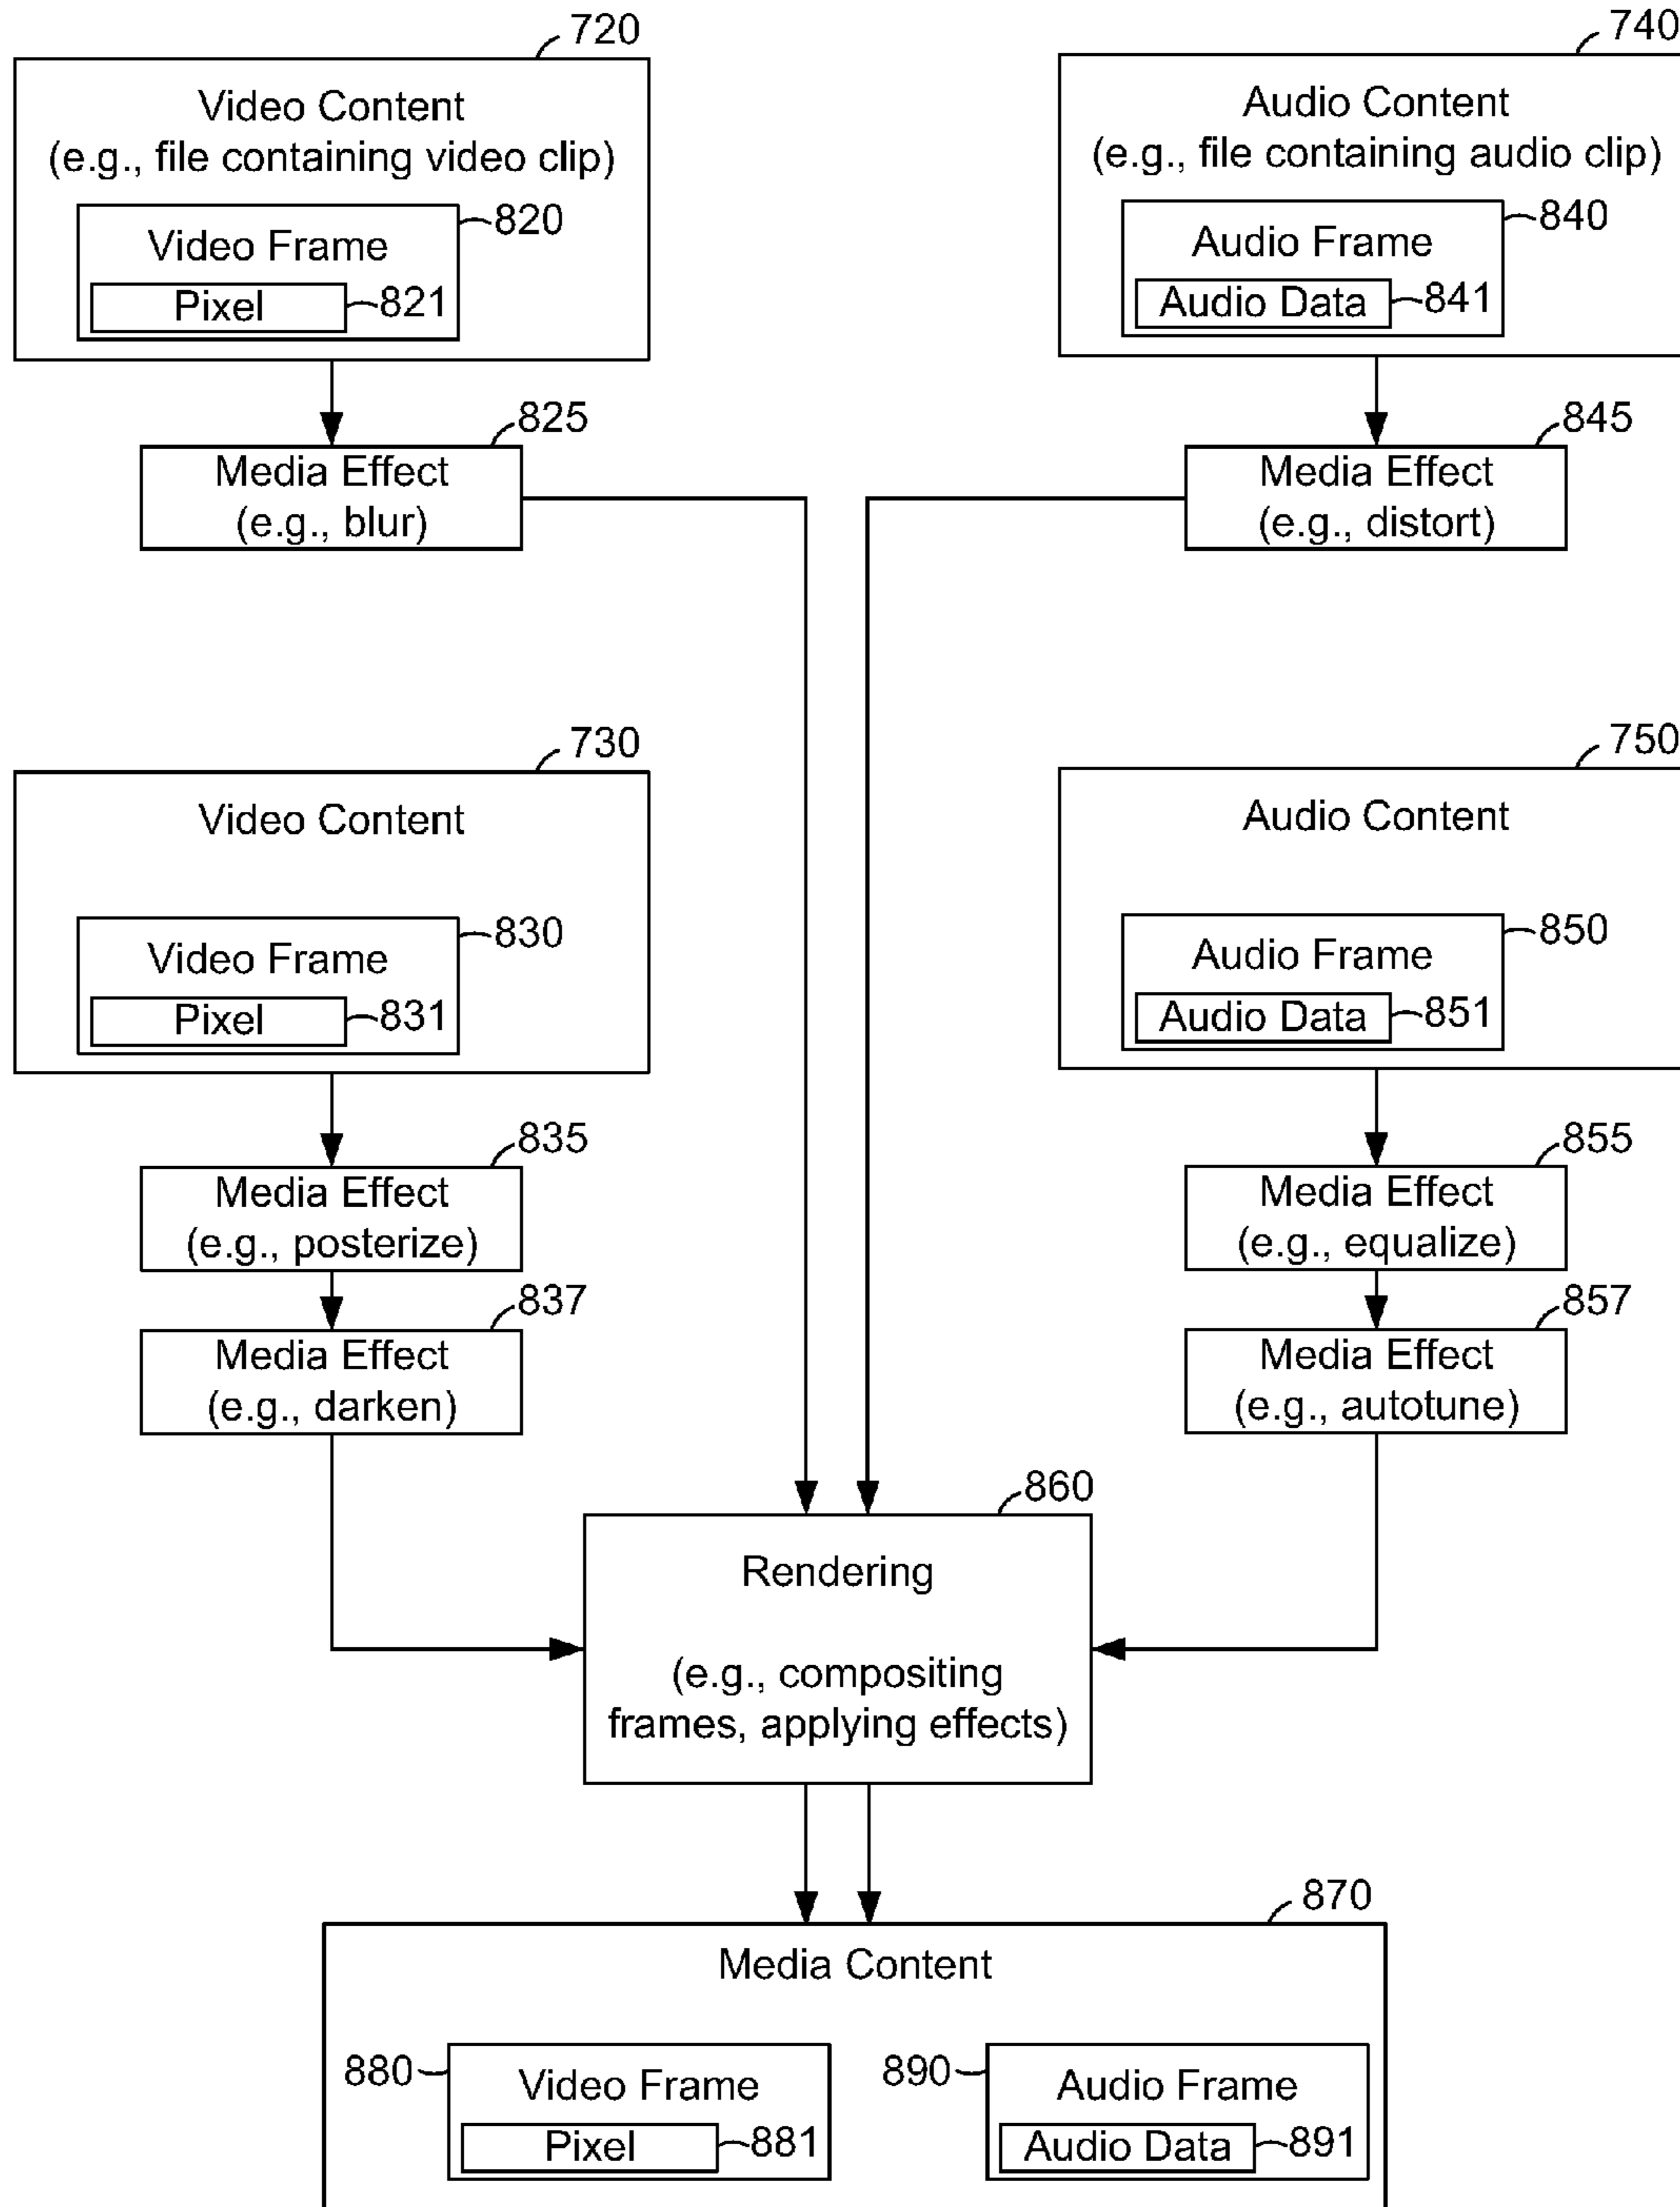 720
Video Content
(e.g., file containing video clip)
820
Video Frame
Pixel
821
740
Audio Content
(e.g., file containing audio clip)
840
Audio Frame
Audio Data
841
825
Media Effect
(e.g., blur)
845
Media Effect
(e.g., distort)
730
Video Content
830
Video Frame
Pixel
831
750
Audio Content
850
Audio Frame
Audio Data
851
835
Media Effect
(e.g., posterize)
837
Media Effect
(e.g., darken)
855
Media Effect
(e.g., equalize)
857
Media Effect
(e.g., autotune)
860
Rendering
(e.g., compositing
frames, applying effects)
870
Media Content
880
Video Frame
Pixel
881
890
Audio Frame
Audio Data
891